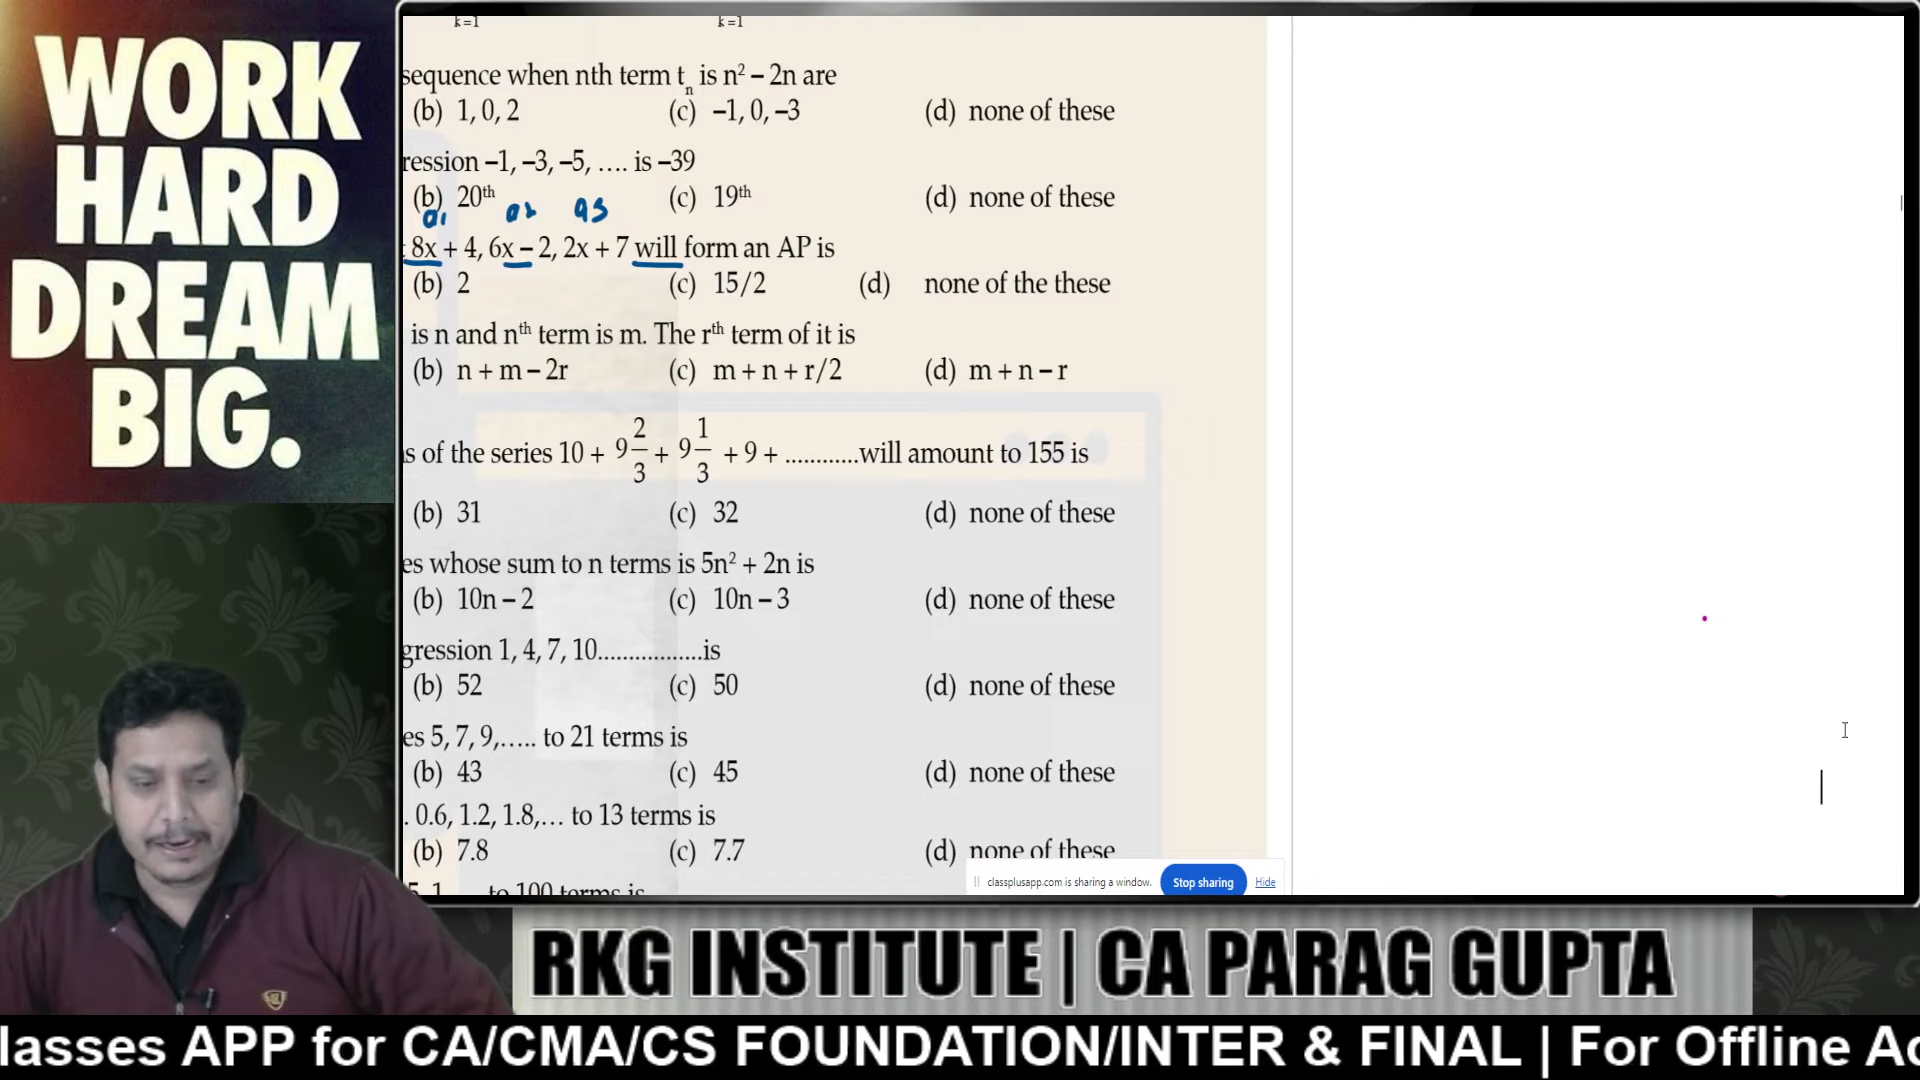 WORK
HARD
DREAM
BIG.
k=1 k=1
sequence when nth term tn is n² – 2n are
(b) 1, 0, 2 (c) –1, 0, –3 (d) none of these
ression –1, –3, –5, …. is –39
(b) 20th (c) 19th (d) none of these
a1 a2 a3
8x + 4, 6x – 2, 2x + 7 will form an AP is
(b) 2 (c) 15/2 (d) none of the these
is n and nth term is m. The rth term of it is
(b) n + m – 2r (c) m + n + r/2 (d) m + n – r
s of the series 10 + 9 2/3 + 9 1/3 + 9 + ............will amount to 155 is
(b) 31 (c) 32 (d) none of these
es whose sum to n terms is 5n² + 2n is
(b) 10n – 2 (c) 10n – 3 (d) none of these
gression 1, 4, 7, 10.................is
(b) 52 (c) 50 (d) none of these
es 5, 7, 9,….. to 21 terms is
(b) 43 (c) 45 (d) none of these
. 0.6, 1.2, 1.8,… to 13 terms is
(b) 7.8 (c) 7.7 (d) none of these
5, 1 to 100 terms is
classplusapp.com is sharing a window. Stop sharing Hide
RKG INSTITUTE | CA PARAG GUPTA
lasses APP for CA/CMA/CS FOUNDATION/INTER & FINAL | For Offline Ac